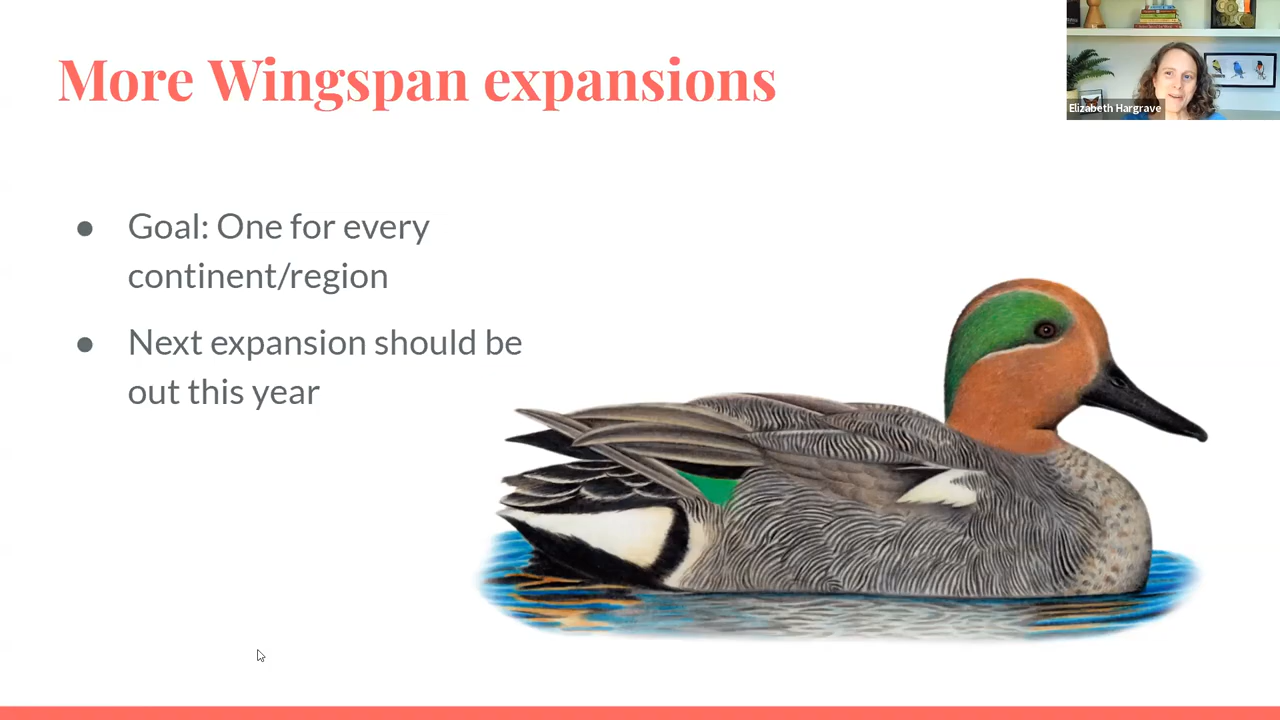 More Wingspan expansions
Elizabeth Hargrave
● Goal: One for every
continent/region
● Next expansion should be
out this year